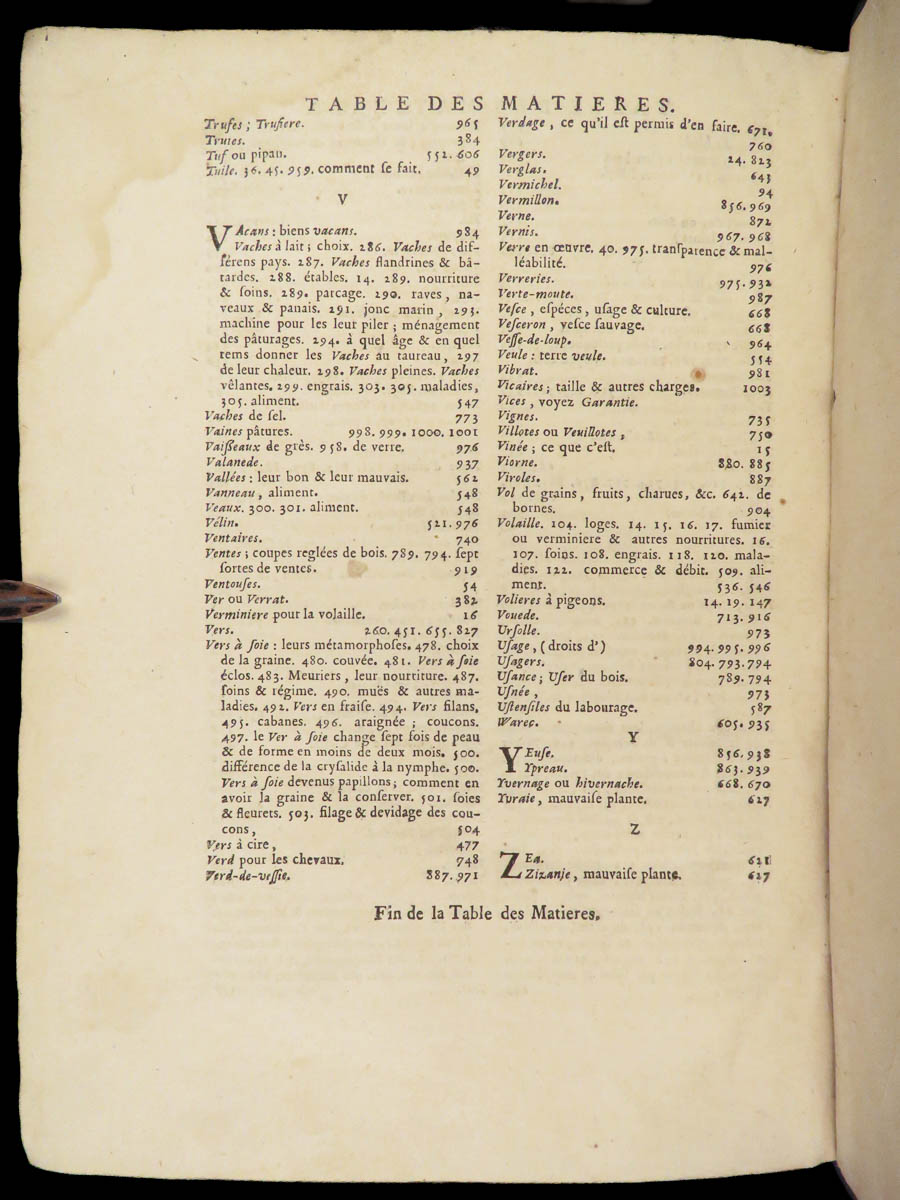 TABLE DES MATIERES.
Trufes ; Trufiere. 965
Truies. 384
Tuf ou pipan. 552. 606
Tuile. 36. 45. 959. comment ſe fait. 49
V
VAcans : biens vacans. 984
Vaches à lait ; choix. 286. Vaches de dif-
férens pays. 287. Vaches flandrines & bâ-
tardes. 288. étables. 14. 289. nourriture
& ſoins. 289. parcage. 290. raves, na-
veaux & panais. 291. jonc marin, 293.
machine pour les leur piler ; ménagement
des pâturages. 294. à quel âge & en quel
tems donner les Vaches au taureau, 297
de leur chaleur. 298. Vaches pleines. Vaches
vêlantes. 299. engrais. 303. 305. maladies,
305. aliment. 547
Vaches de ſel. 773
Vaines pâtures. 998. 999. 1000. 1001
Vaiſſeaux de grès. 958. de verre. 976
Valanede. 937
Vallées : leur bon & leur mauvais. 562
Vanneau, aliment. 548
Veaux. 300. 301. aliment. 548
Vélin. 521. 976
Ventaires. 740
Ventes ; coupes reglées de bois. 789. 794. ſept
ſortes de ventes. 919
Ventouſes. 54
Ver ou Verrat. 382
Verminiere pour la volaille. 16
Vers. 260. 451. 655. 827
Vers à ſoie : leurs métamorphoſes. 478. choix
de la graine. 480. couvée. 481. Vers à ſoie
éclos. 483. Meuriers, leur nourtiture. 487.
ſoins & régime. 490. muës & autres ma-
ladies. 492. Vers en fraiſe. 494. Vers filans,
495. cabanes. 496. araignée ; coucons.
497. le Ver à ſoie change ſept fois de peau
& de forme en moins de deux mois. 500.
différence de la cryſalide à la nymphe. 500.
Vers à ſoie devenus papillons ; comment en
avoir la graine & la conſerver. 501. ſoies
& fleurets. 503. filage & devidage des cou-
cons, 504
Vers à cire, 477
Verd pour les chevaux. 748
Verd-de-veſſie. 887. 971
Verdage, ce qu'il eſt permis d'en faire. 671.
760
Vergers. 24. 823
Verglas. 643
Vermichel. 94
Vermillon. 856. 969
Verne. 872
Vernis. 967. 968
Verre en œuvre. 40. 975. tranſparence & mal-
léabilité. 976
Verreries. 975. 932
Verte-moute. 987
Veſce, eſpéces, uſage & culture. 668
Veſceron, veſce ſauvage. 668
Veſſe-de-loup. 964
Veule : terre veule. 554
Vibrat. 981
Vicaires ; taille & autres charges. 1003
Vices, voyez Garantie.
Vignes. 735
Villotes ou Veuillotes, 750
Vinée ; ce que c'eſt. 15
Viorne. 880. 885
Viroles. 887
Vol de grains, fruits, charues, &c. 642. de
bornes. 904
Volaille. 104. loges. 14. 15. 16. 17. fumier
ou verminiere & autres nourritures. 16.
107. ſoins. 108. engrais. 118. 120. mala-
dies. 122. commerce & débit. 509. ali-
ment. 536. 546
Volieres à pigeons. 14. 19. 147
Vouede. 713. 916
Urſolle. 973
Uſage, (droits d') 994. 995. 996
Uſagers. 804. 793. 794
Uſance ; Uſer du bois. 789. 794
Uſnée, 973
Uſtenſiles du labourage. 587
Warec. 605. 935
Y
YEuſe. 856. 938
Ypreau. 863. 939
Yvernage ou hivernache. 668. 670
Yvraie, mauvaiſe plante. 627
Z
ZEa. 621
Zizanie, mauvaiſe plante. 627
Fin de la Table des Matieres.